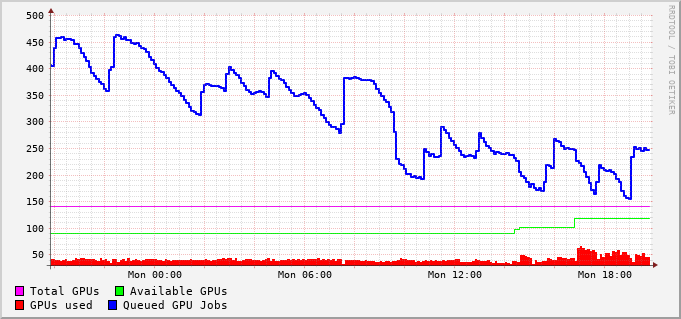 500
450
400
350
300
250
200
150
100
50
Mon 00:00 Mon 06:00 Mon 12:00 Mon 18:00
Total GPUs Available GPUs
GPUs used Queued GPU Jobs
RRDTOOL / TOBI OETIKER